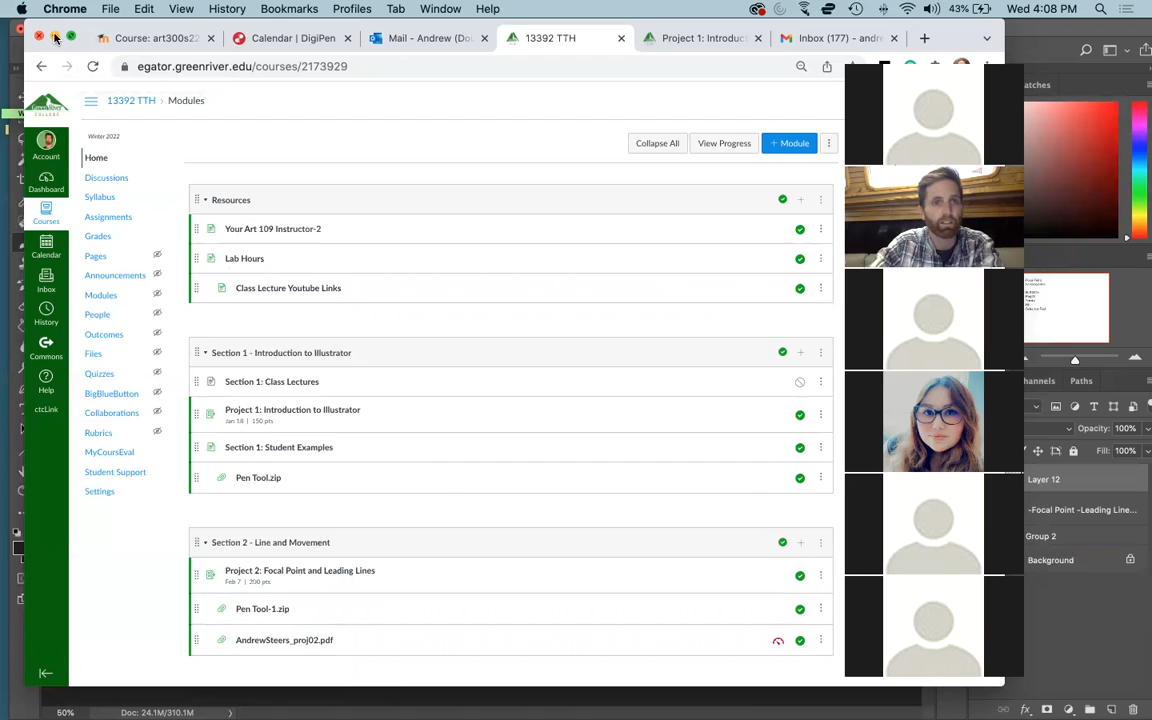 Chrome File Edit View History Bookmarks Profiles Tab Window Help 43% Wed 4:08 PM
Course: art300s22 Calendar | DigiPen Mail - Andrew (Dou 13392 TTH Project 1: Introduct Inbox (177) - andre
egator.greenriver.edu/courses/2173929
13392 TTH › Modules
Winter 2022
Collapse All View Progress + Module
Account
Dashboard
Courses
Calendar
Inbox
History
Commons
Help
ctcLink
Home
Discussions
Syllabus
Assignments
Grades
Pages
Announcements
Modules
People
Outcomes
Files
Quizzes
BigBlueButton
Collaborations
Rubrics
MyCoursEval
Student Support
Settings
Resources
Your Art 109 Instructor-2
Lab Hours
Class Lecture Youtube Links
Section 1 - Introduction to Illustrator
Section 1: Class Lectures
Project 1: Introduction to Illustrator
Jan 18 | 150 pts
Section 1: Student Examples
Pen Tool.zip
Section 2 - Line and Movement
Project 2: Focal Point and Leading Lines
Feb 7 | 200 pts
Pen Tool-1.zip
AndrewSteers_proj02.pdf
atches
hannels Paths
Opacity: 100%
Fill: 100%
Layer 12
-Focal Point -Leading Line...
Group 2
Background
50% Doc: 24.1M/310.1M